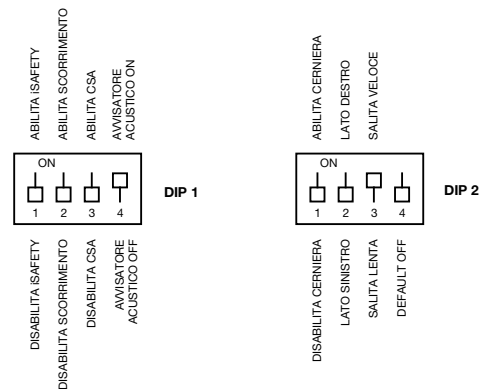 ABILITA iSAFETY
ABILITA SCORRIMENTO
ABILITA CSA
AVVISATORE
ACUSTICO ON
ON
1 2 3 4
DIP 1
DISABILITA iSAFETY
DISABILITA SCORRIMENTO
DISABILITA CSA
AVVISATORE
ACUSTICO OFF
ABILITA CERNIERA
LATO DESTRO
SALITA VELOCE
ON
1 2 3 4
DIP 2
DISABILITA CERNIERA
LATO SINISTRO
SALITA LENTA
DEFAULT OFF